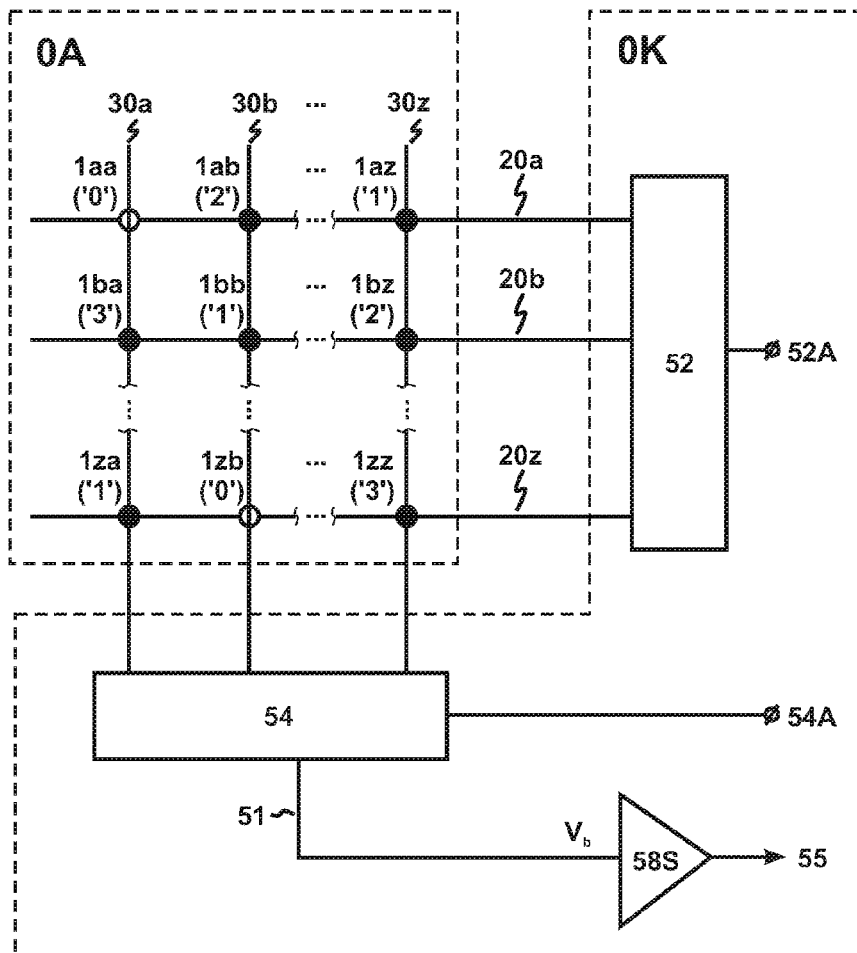 0A
0K
30a 30b ... 30z
1aa 1ab ... 1az
('0') ('2') ('1')
20a
...
1ba 1bb ... 1bz
('3') ('1') ('2')
20b
...
52
52A
... ... ...
1za 1zb ... 1zz
('1') ('0') ('3')
20z
...
54
54A
51
Vb
58S
55